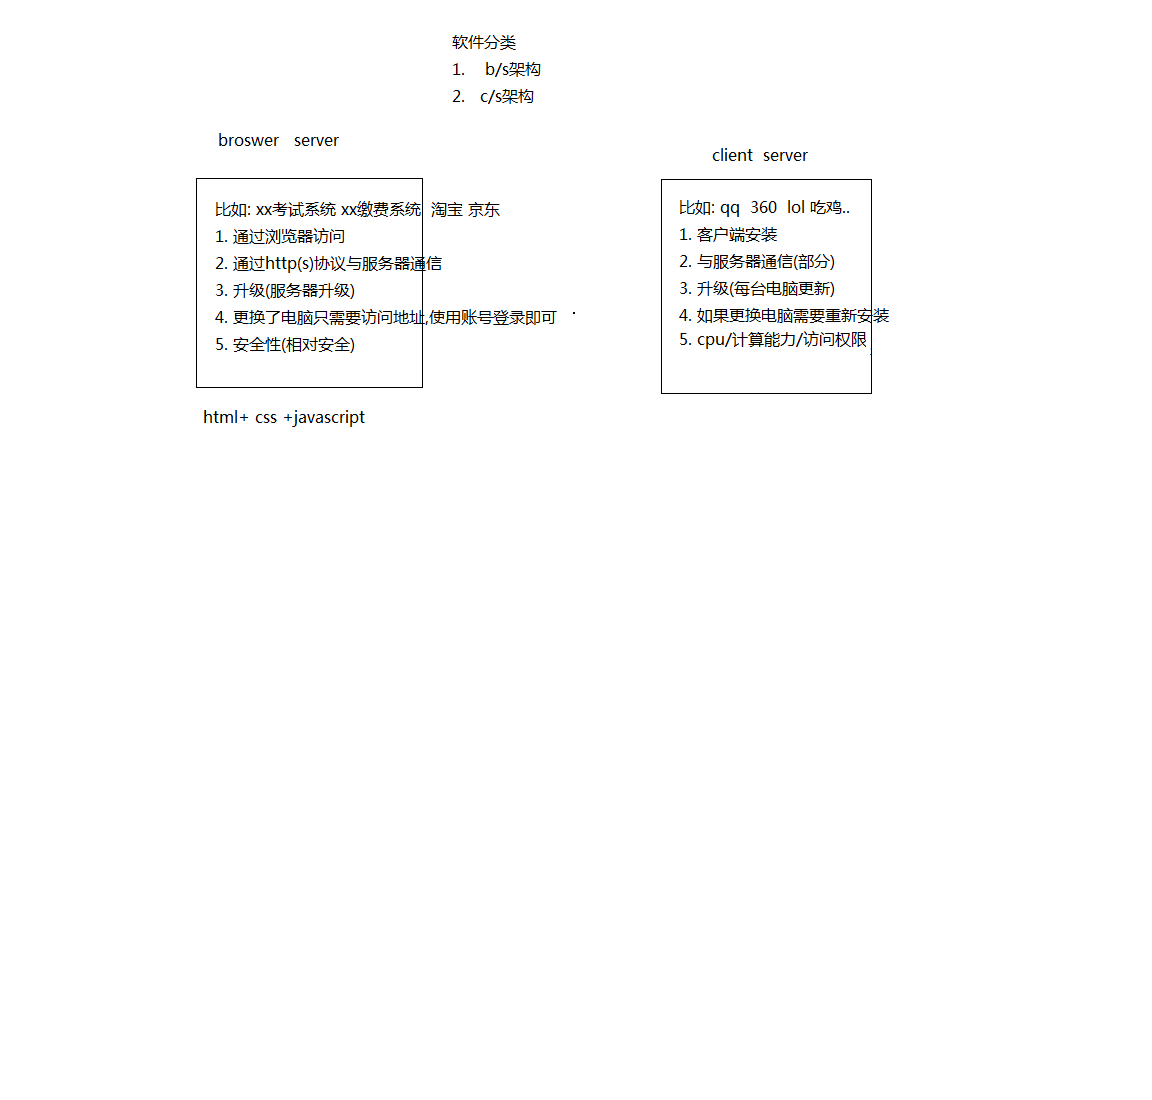 软件分类
1. b/s架构
2. c/s架构
broswer server
比如: xx考试系统 xx缴费系统 淘宝 京东
1. 通过浏览器访问
2. 通过http(s)协议与服务器通信
3. 升级(服务器升级)
4. 更换了电脑只需要访问地址,使用账号登录即可
5. 安全性(相对安全)
html+ css +javascript
client server
比如: qq 360 lol 吃鸡..
1. 客户端安装
2. 与服务器通信(部分)
3. 升级(每台电脑更新)
4. 如果更换电脑需要重新安装
5. cpu/计算能力/访问权限